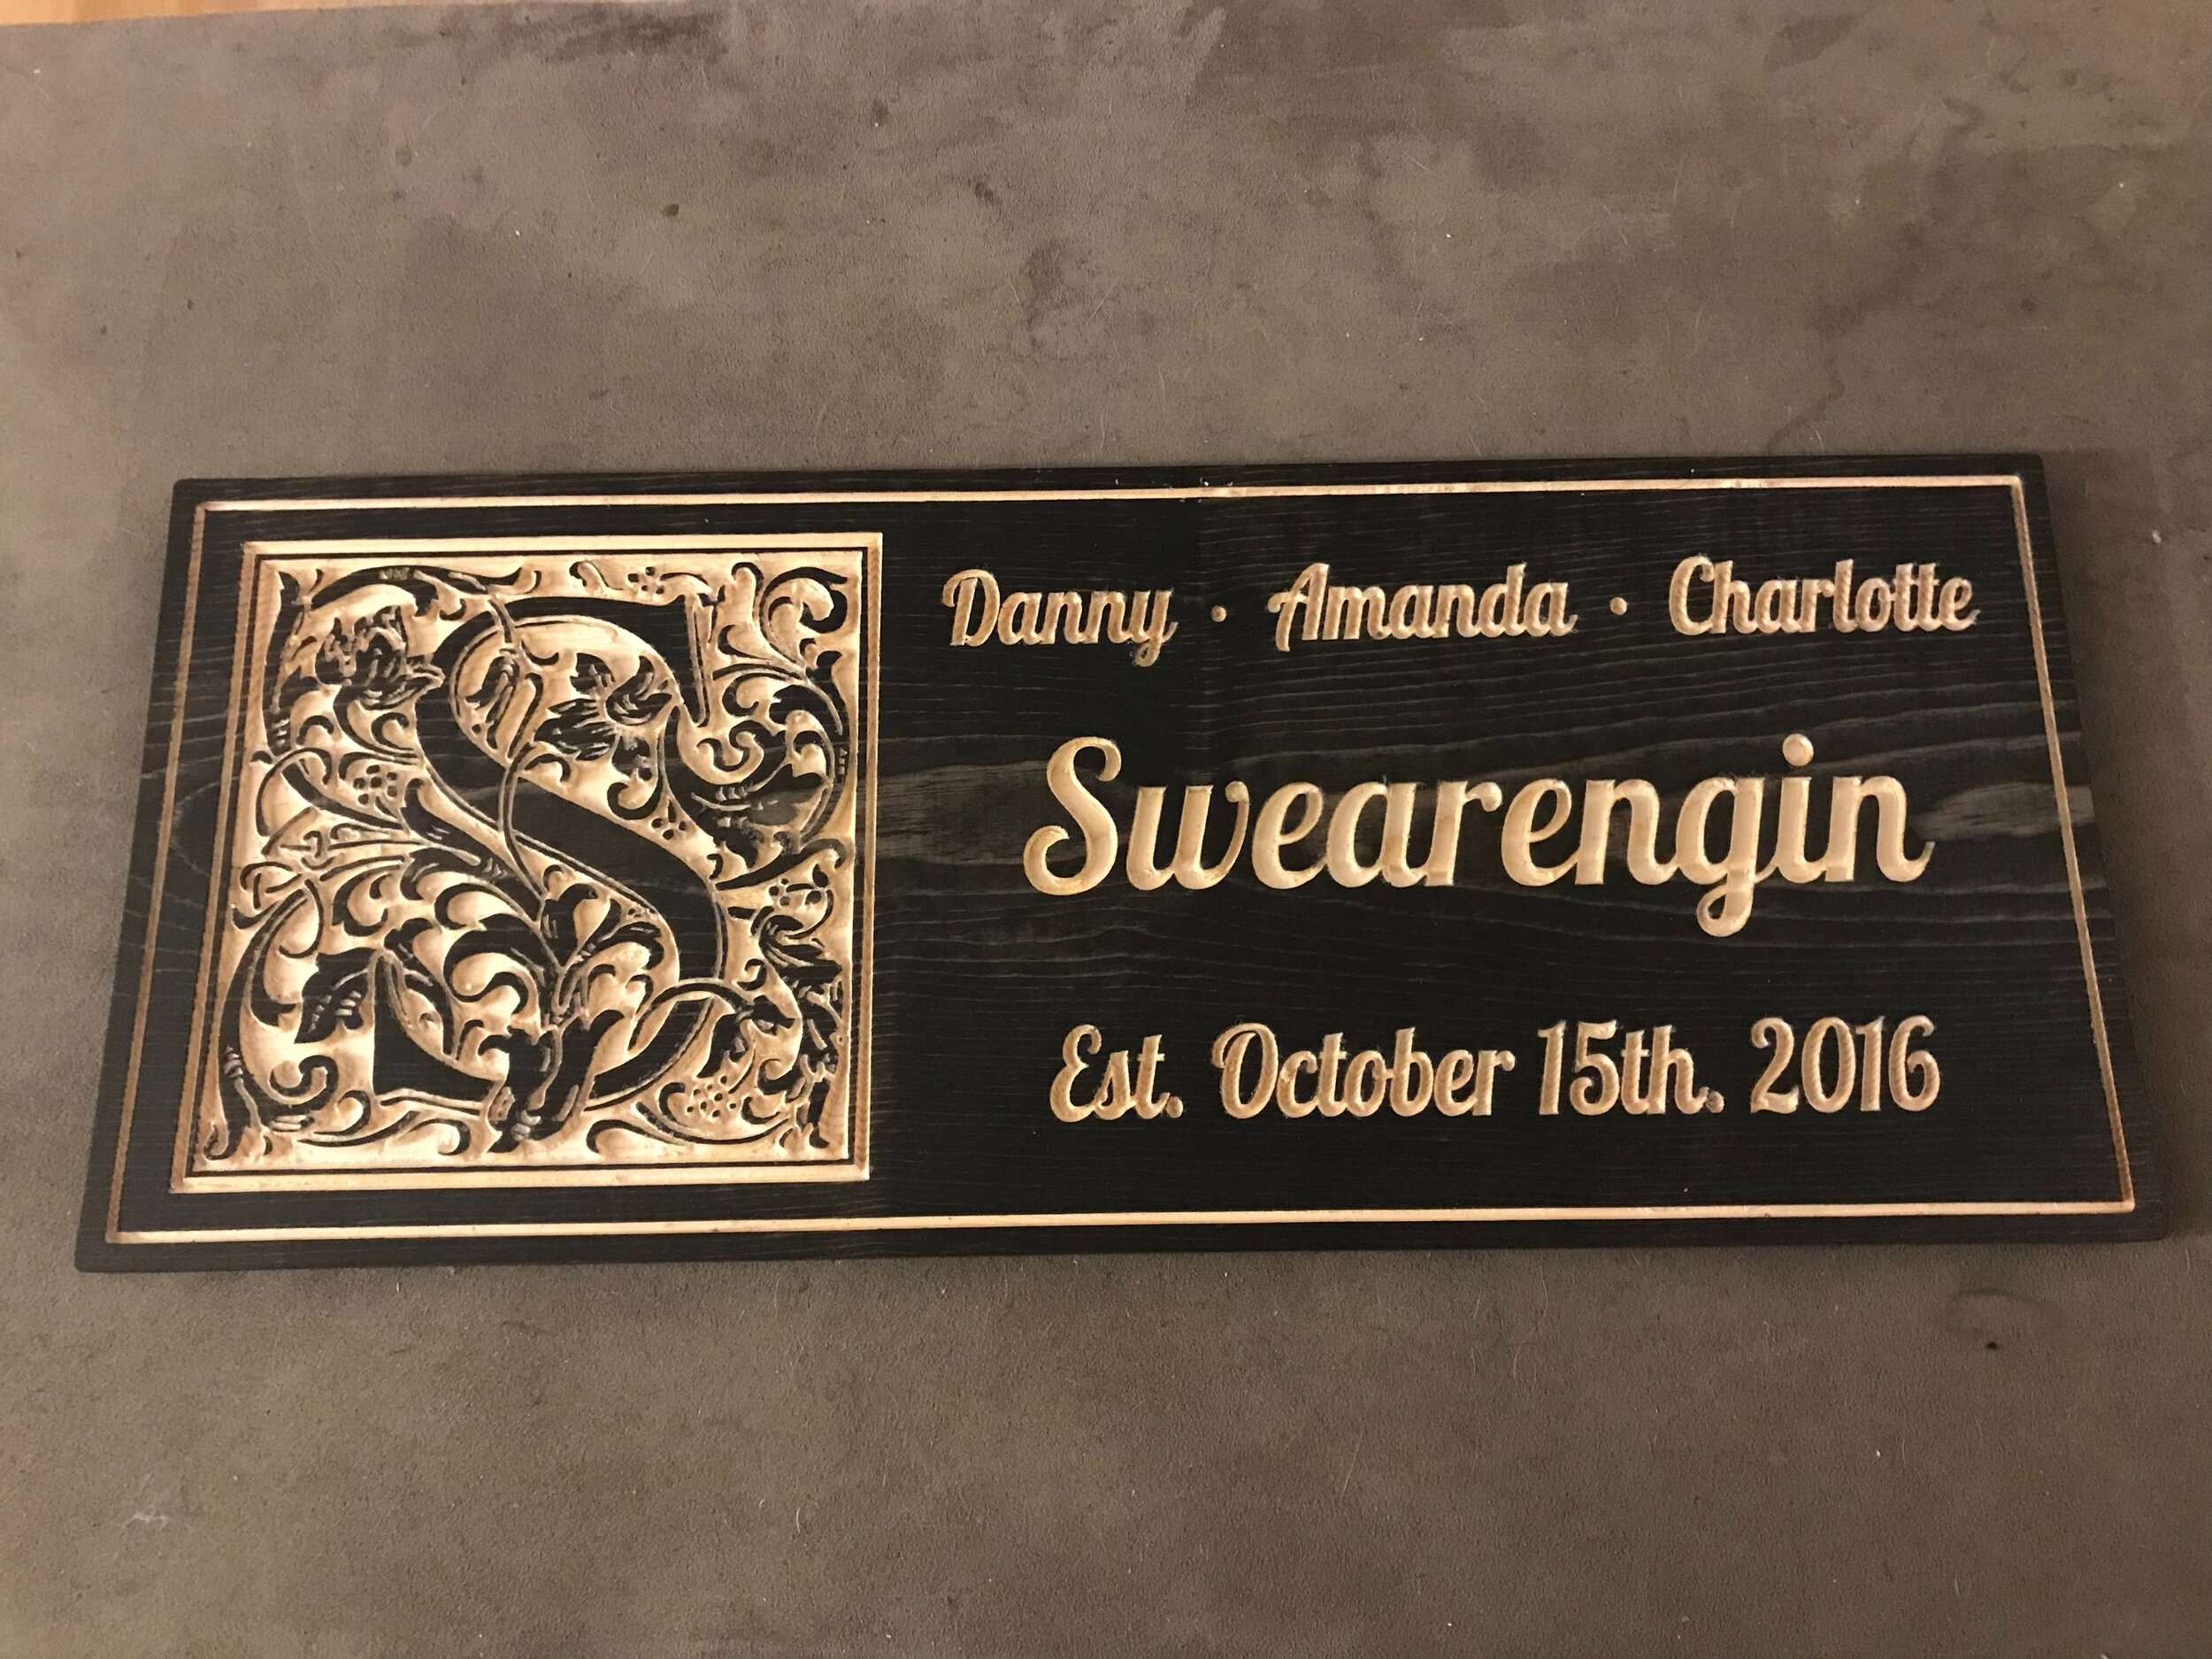 S
Danny · Amanda · Charlotte
Swearengin
Est. October 15th. 2016